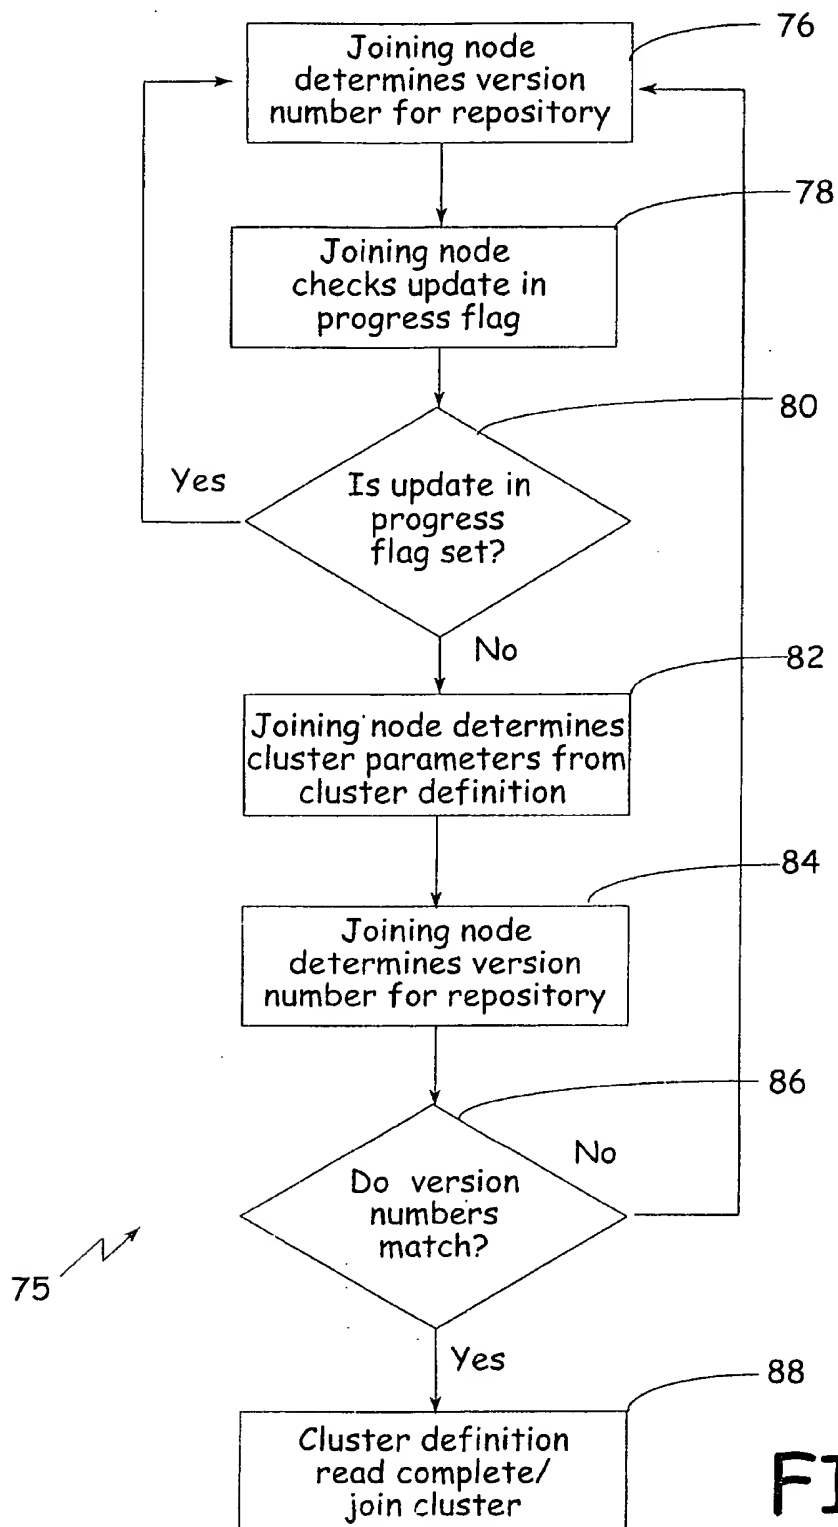 76
Joining node
determines version
number for repository
78
Joining node
checks update in
progress flag
80
Yes
Is update in
progress
flag set?
No
82
Joining node determines
cluster parameters from
cluster definition
84
Joining node
determines version
number for repository
86
No
Do version
numbers
match?
75
Yes
88
Cluster definition
read complete/
join cluster